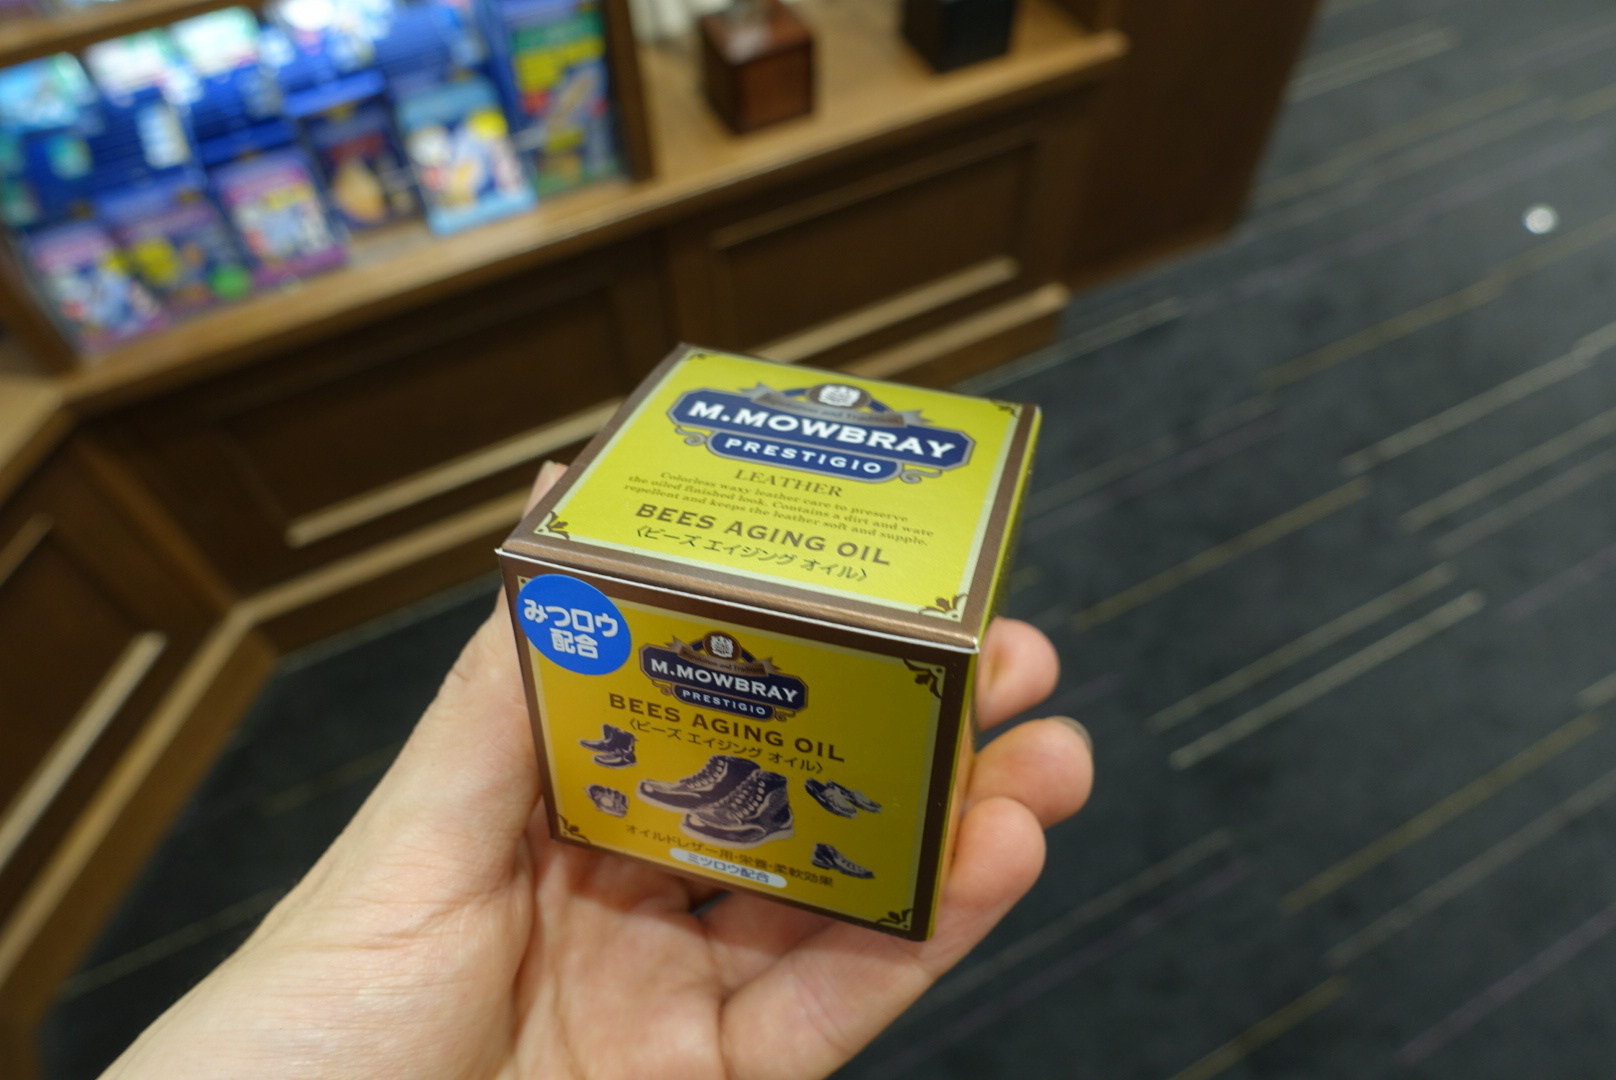 M.MOWBRAY
PRESTIGIO
LEATHER
Colorless waxy leather care to preserve
the oiled finished look. Contains a dirt and wate
repellent and keeps the leather soft and supple.
BEES AGING OIL
〈ビーズ エイジング オイル〉
みつロウ
配合
M.MOWBRAY
PRESTIGIO
BEES AGING OIL
〈ビーズ エイジング オイル〉
オイルドレザー用・栄養・柔軟効果
ミツロウ配合